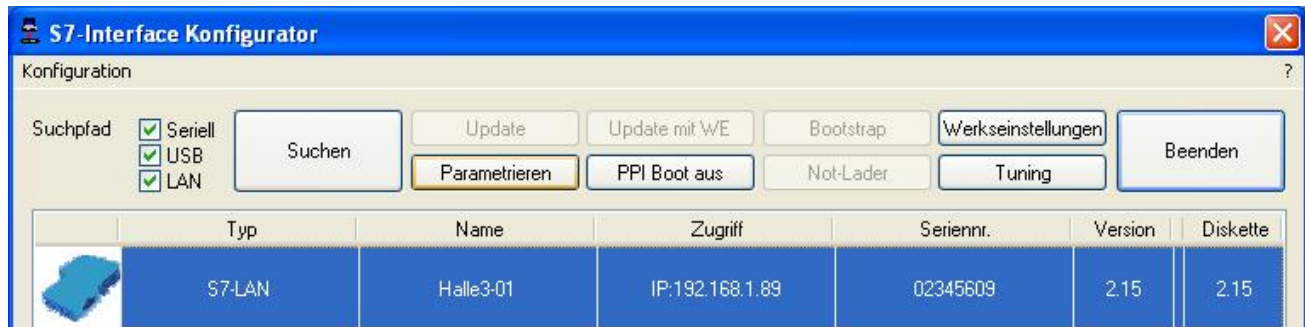 S7-Interface Konfigurator
Konfiguration ?
Suchpfad Seriell Suchen Update Update mit WE Bootstrap Werkseinstellungen Beenden
USB
LAN Parametrieren PPI Boot aus Not-Lader Tuning
Typ Name Zugriff Seriennr. Version Diskette
S7-LAN Halle3-01 IP:192.168.1.89 02345609 2.15 2.15